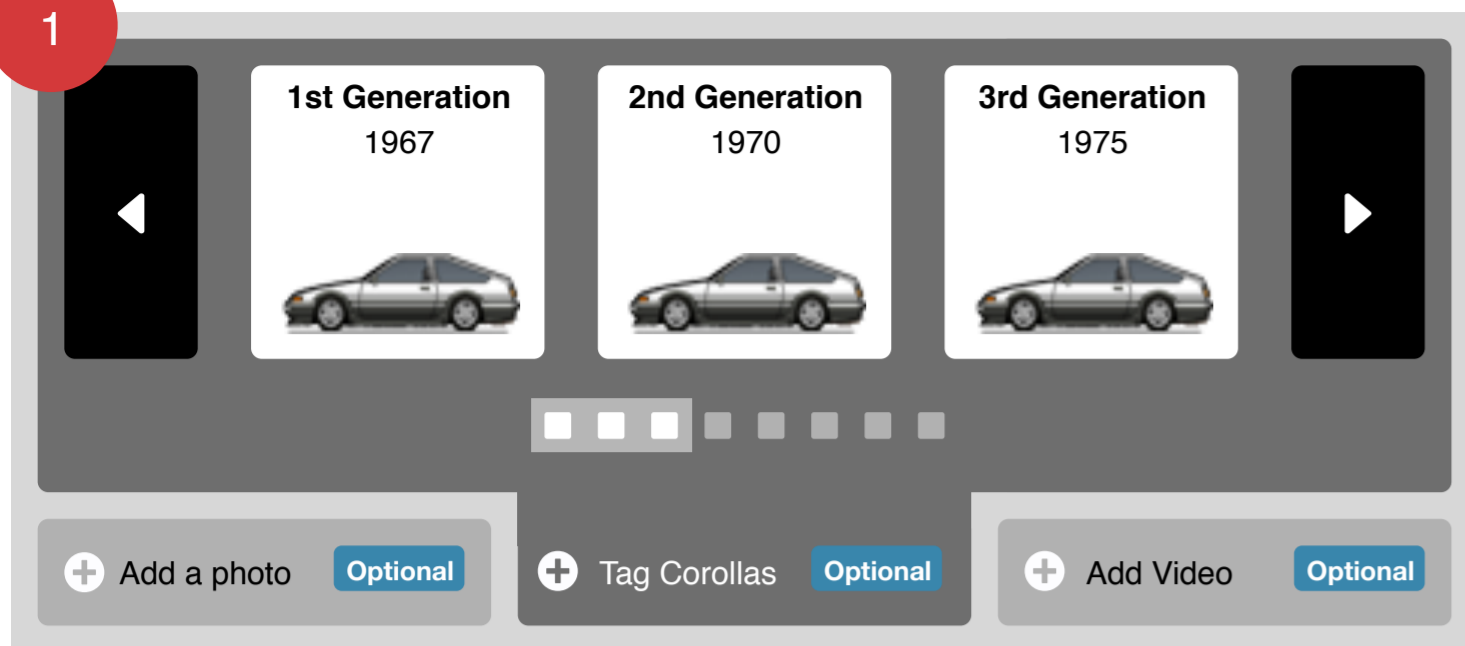 1
1st Generation
1967
2nd Generation
1970
3rd Generation
1975
Add a photo
Optional
Tag Corollas
Optional
Add Video
Optional